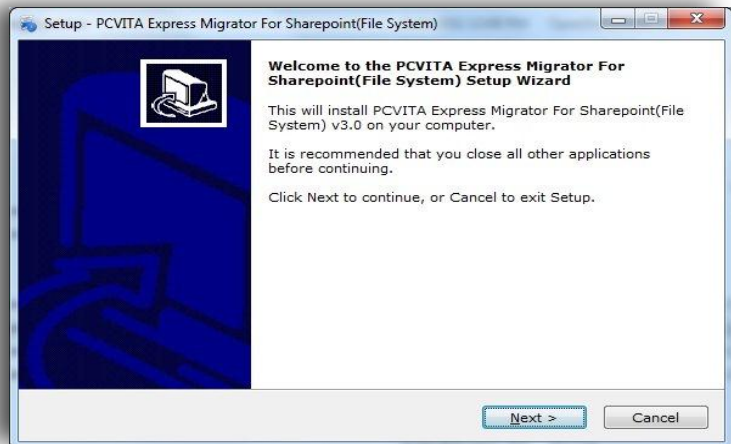 Setup - PCVITA Express Migrator For Sharepoint(File System)
Welcome to the PCVITA Express Migrator For
Sharepoint(File System) Setup Wizard
This will install PCVITA Express Migrator For Sharepoint(File
System) v3.0 on your computer.
It is recommended that you close all other applications
before continuing.
Click Next to continue, or Cancel to exit Setup.
Next >
Cancel